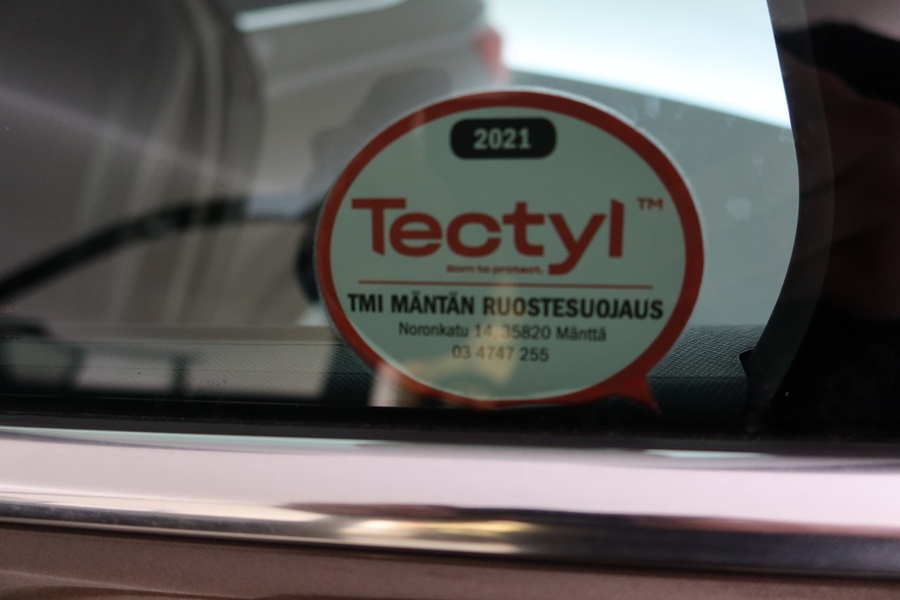 2021
Tectyl™
Born to protect.
TMI MÄNTÄN RUOSTESUOJAUS
Noronkatu 14, 35820 Mänttä
03 4747 255